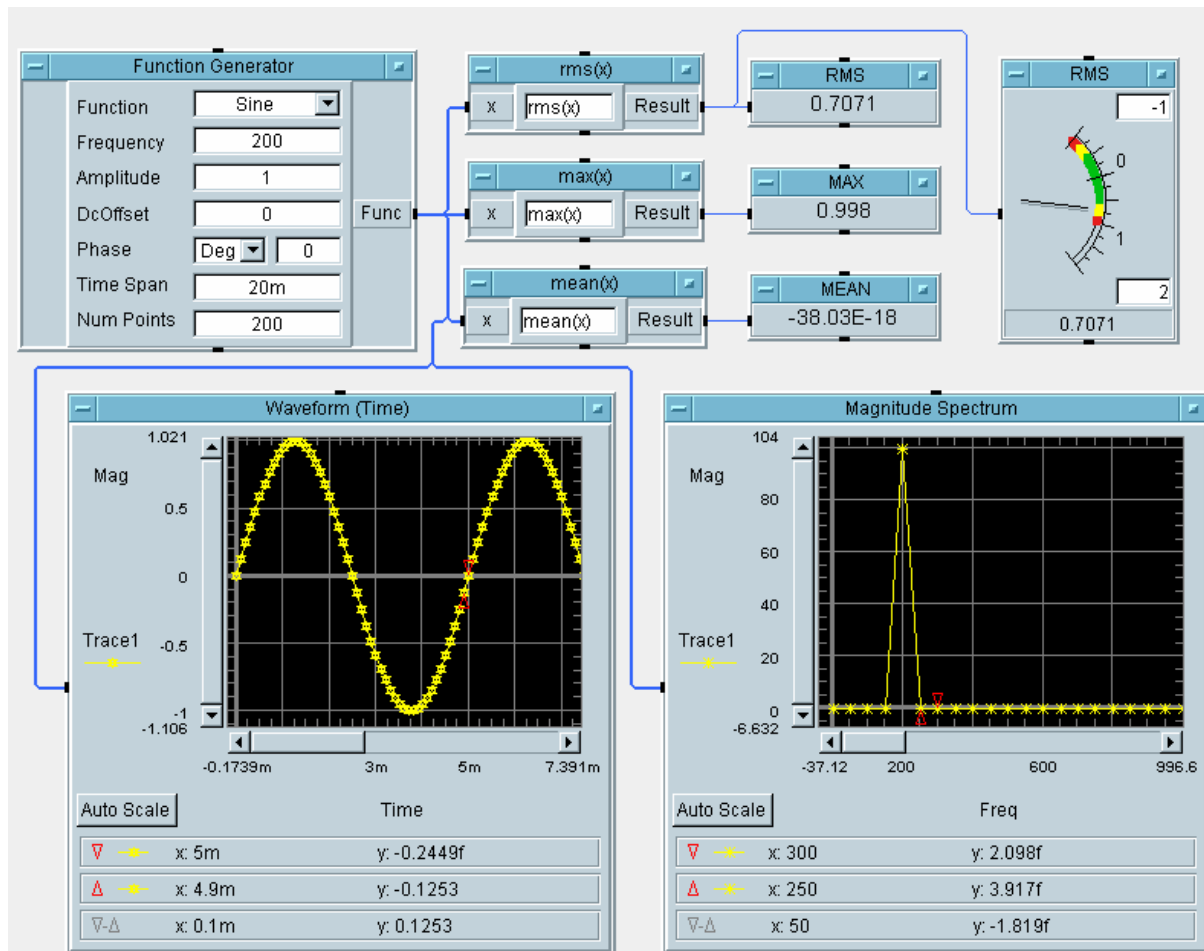 Function Generator
Function Sine
Frequency 200
Amplitude 1
DcOffset 0
Phase Deg 0
Time Span 20m
Num Points 200
Func
rms(x)
x rms(x) Result
RMS
0.7071
max(x)
x max(x) Result
MAX
0.998
mean(x)
x mean(x) Result
MEAN
-38.03E-18
RMS
-1
0
1
2
0.7071
Waveform (Time)
1.021
Mag
0.5
0
Trace1
-0.5
-1
-1.106
-0.1739m 3m 5m 7.391m
Auto Scale Time
x: 5m y: -0.2449f
x: 4.9m y: -0.1253
∇-Δ x: 0.1m y: 0.1253
Magnitude Spectrum
104
Mag
80
60
40
Trace1
20
0
-6.632
-37.12 200 600 996.6
Auto Scale Freq
x: 300 y: 2.098f
x: 250 y: 3.917f
∇-Δ x: 50 y: -1.819f